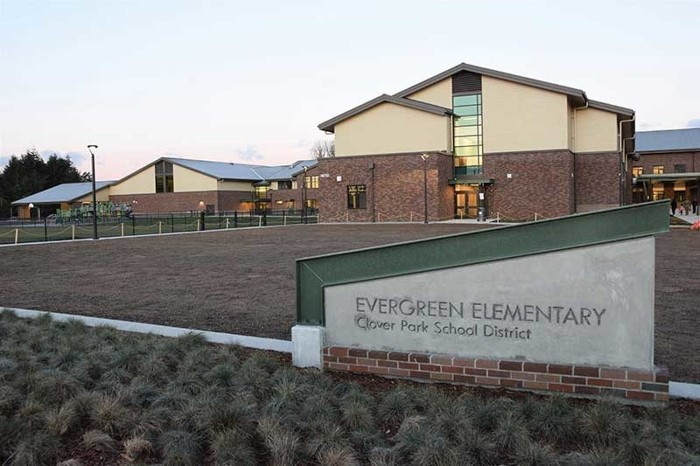 EVERGREEN ELEMENTARY
Clover Park School District